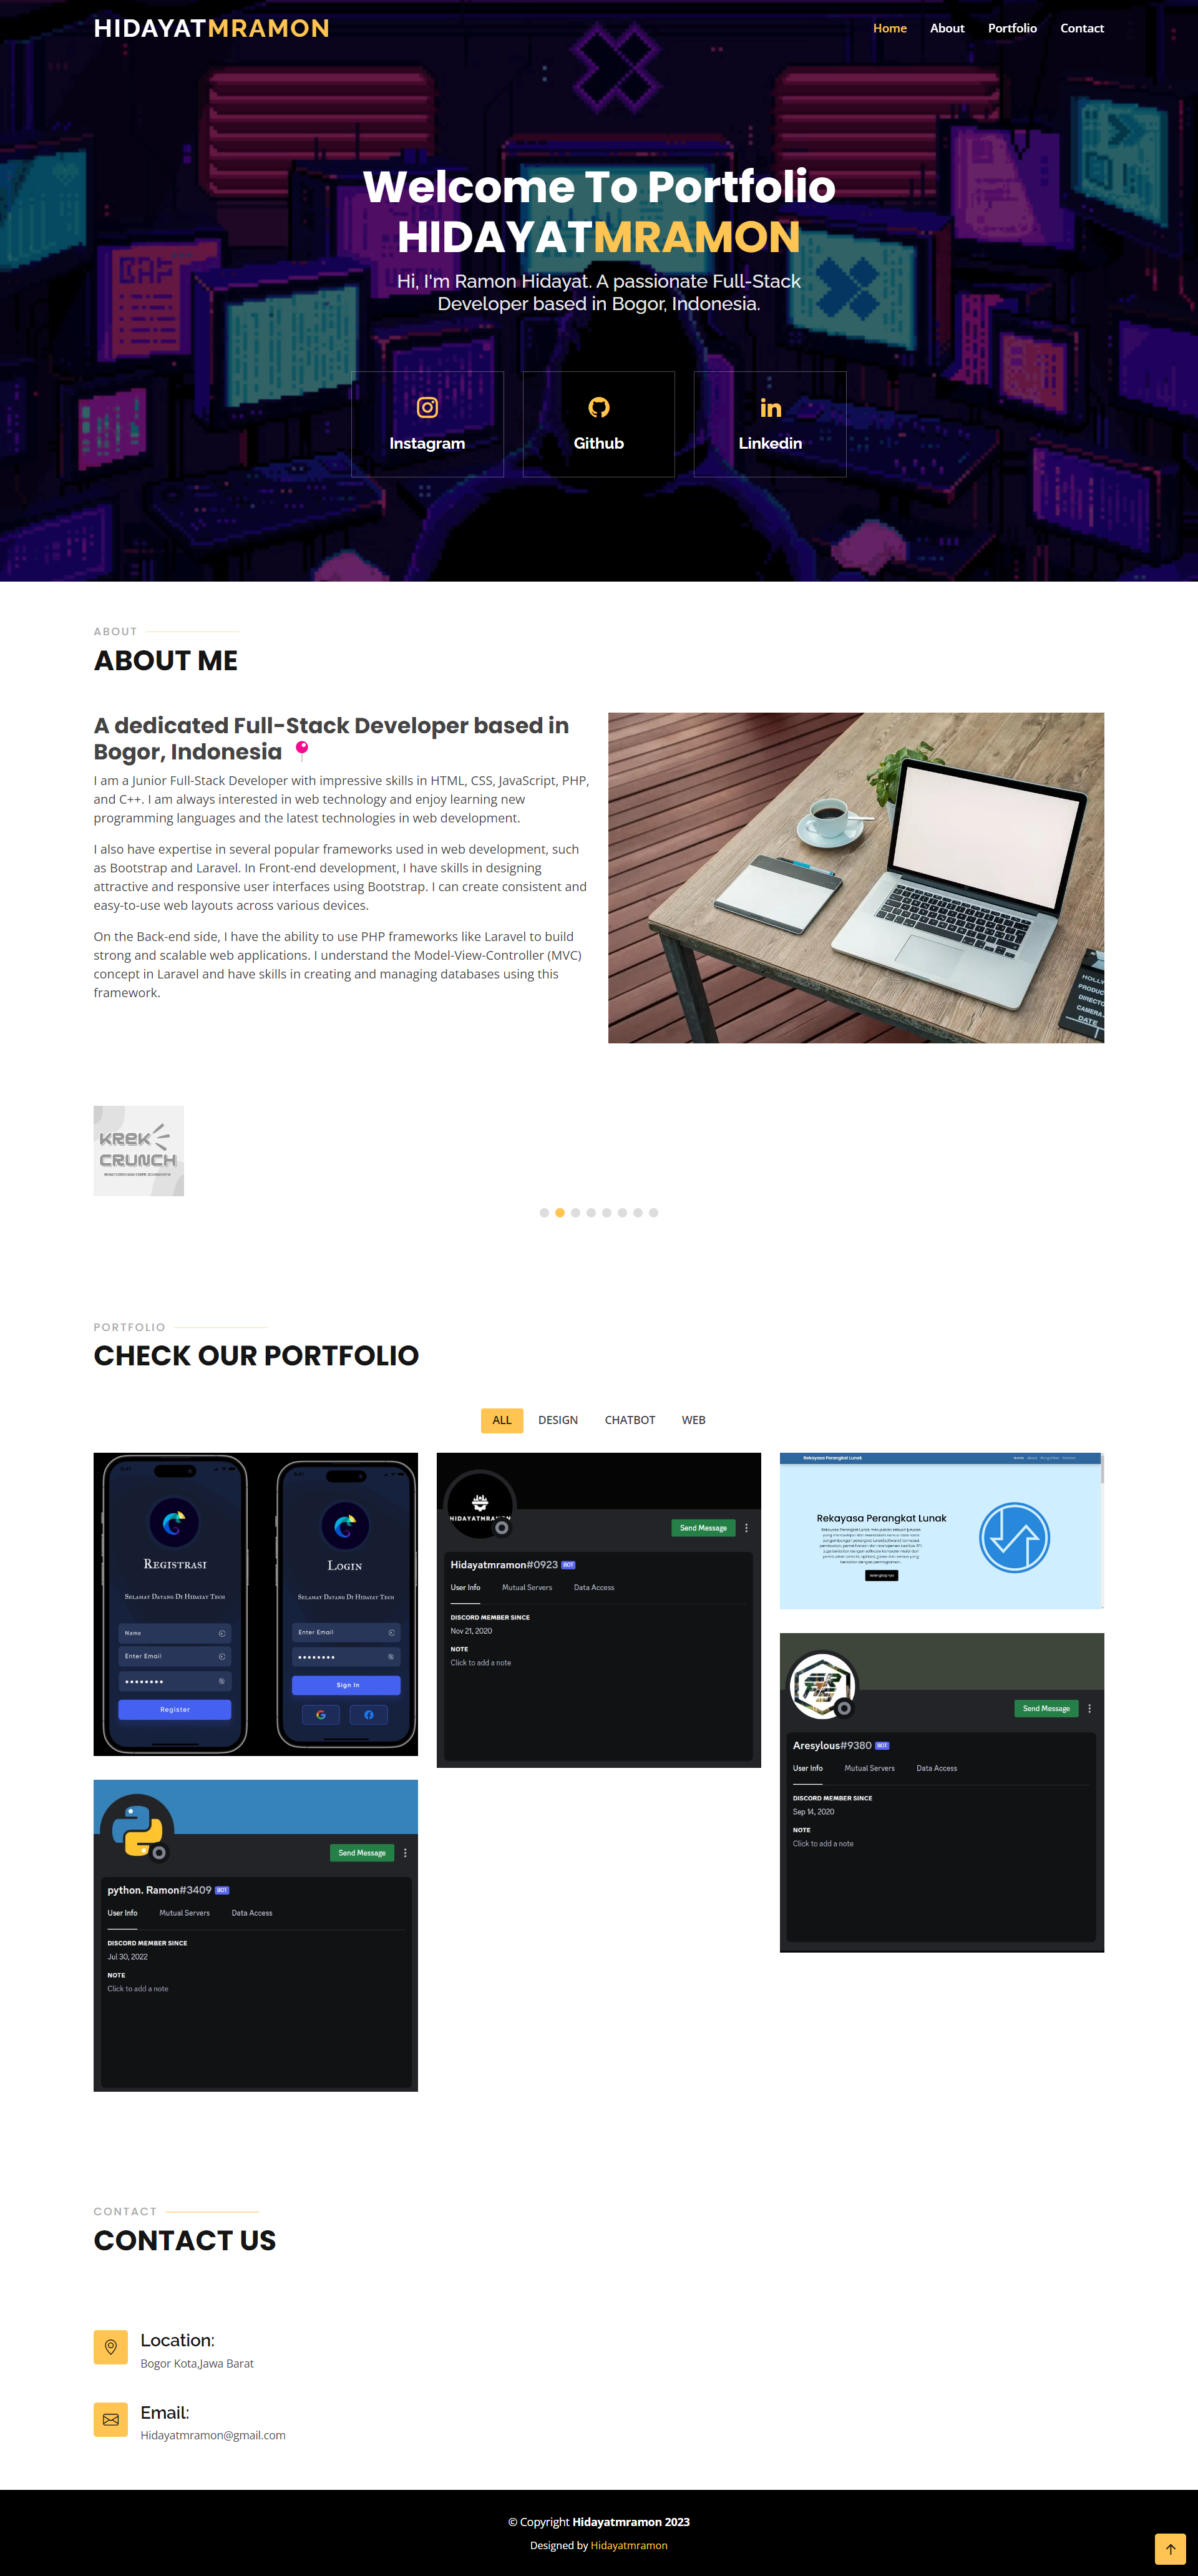 HIDAYATMRAMON
Home
About
Portfolio
Contact
Welcome To Portfolio
HIDAYATMRAMON
Hi, I'm Ramon Hidayat. A passionate Full-Stack
Developer based in Bogor, Indonesia.
Instagram
Github
Linkedin
ABOUT
ABOUT ME
A dedicated Full-Stack Developer based in
Bogor, Indonesia
I am a Junior Full-Stack Developer with impressive skills in HTML, CSS, JavaScript, PHP,
and C++. I am always interested in web technology and enjoy learning new
programming languages and the latest technologies in web development.
I also have expertise in several popular frameworks used in web development, such
as Bootstrap and Laravel. In Front-end development, I have skills in designing
attractive and responsive user interfaces using Bootstrap. I can create consistent and
easy-to-use web layouts across various devices.
On the Back-end side, I have the ability to use PHP frameworks like Laravel to build
strong and scalable web applications. I understand the Model-View-Controller (MVC)
concept in Laravel and have skills in creating and managing databases using this
framework.
KREK
CRUNCH
PORTFOLIO
CHECK OUR PORTFOLIO
ALL
DESIGN
CHATBOT
WEB
Registrasi
Selamat Datang Di Hidayat Tech
Name
Enter Email
Register
Login
Selamat Datang Di Hidayat Tech
Enter Email
Sign In
Send Message
Hidayatmramon#0923 BOT
User Info
Mutual Servers
Data Access
DISCORD MEMBER SINCE
Nov 21, 2020
NOTE
Click to add a note
Rekayasa Perangkat Lunak
Rekayasa Perangkat Lunak
Send Message
Aresylous#9380 BOT
User Info
Mutual Servers
Data Access
DISCORD MEMBER SINCE
Sep 14, 2020
NOTE
Click to add a note
Send Message
python. Ramon#3409 BOT
User Info
Mutual Servers
Data Access
DISCORD MEMBER SINCE
Jul 30, 2022
NOTE
Click to add a note
CONTACT
CONTACT US
Location:
Bogor Kota,Jawa Barat
Email:
Hidayatmramon@gmail.com
© Copyright Hidayatmramon 2023
Designed by Hidayatmramon